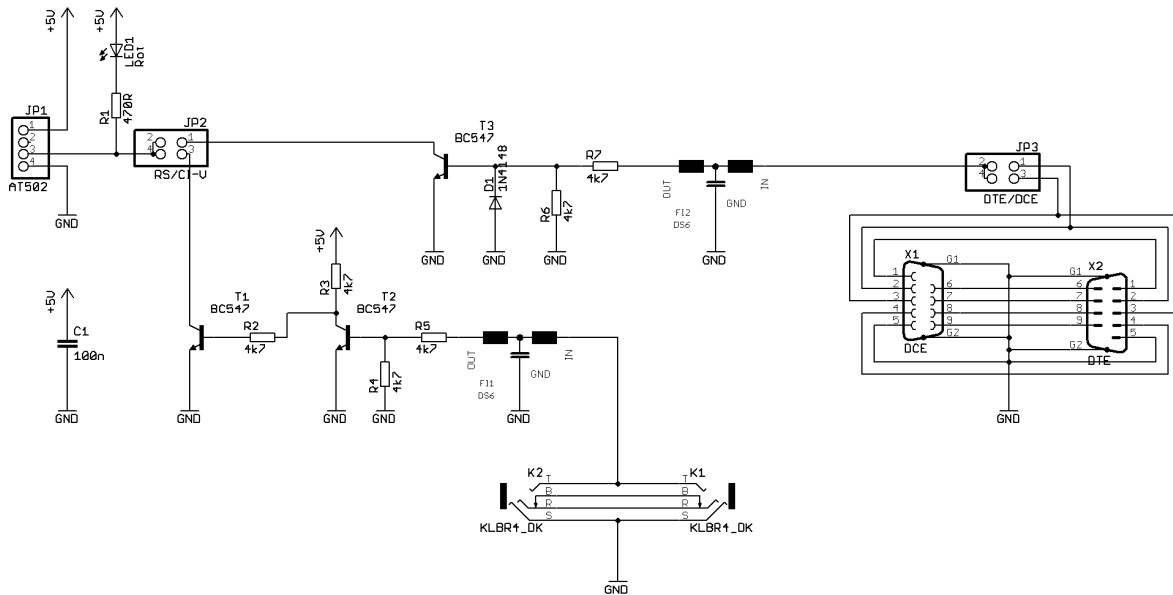 +5V
+5V
LED1
Rot
JP1
1
2
3
4
AT502
R1
470R
JP2
2 1
4 3
RS/CI-V
GND
T3
BC547
D1
1N4148
R6
4k7
R7
4k7
OUT
IN
GND
FI2
DS6
GND
GND
GND
GND
JP3
2 1
4 3
DTE/DCE
X1
G1
1
2
3
4
5
6
7
8
9
G2
DCE
X2
G1
6
7
8
9
G2
1
2
3
4
5
DTE
GND
+5V
C1
100n
GND
T1
BC547
GND
R2
4k7
+5V
R3
4k7
T2
BC547
GND
R4
4k7
GND
R5
4k7
OUT
IN
GND
FI1
DS6
GND
K2 T T K1
B B
R R
S S
KLBR4_DK KLBR4_DK
GND